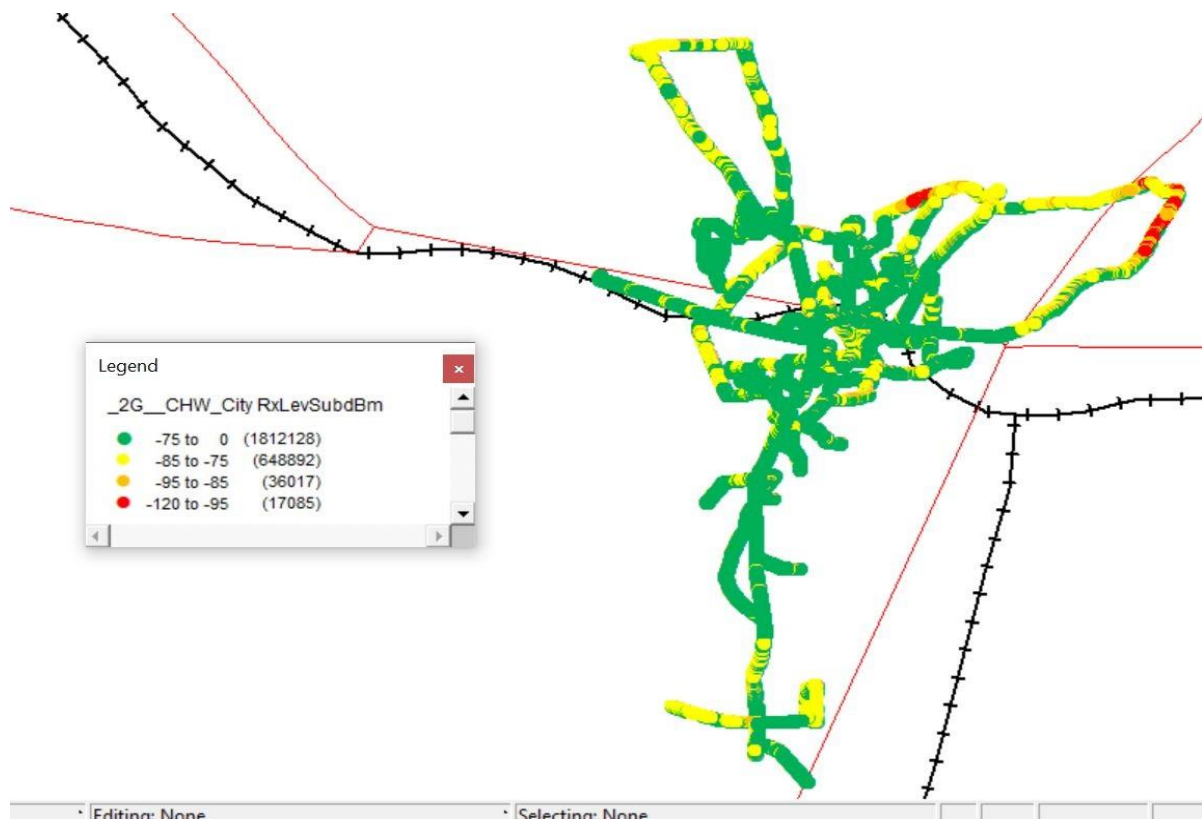 Legend
_2G__CHW_City RxLevSubdBm
-75 to 0 (1812128)
-85 to -75 (648892)
-95 to -85 (36017)
-120 to -95 (17085)
Editing: None
Selecting: None